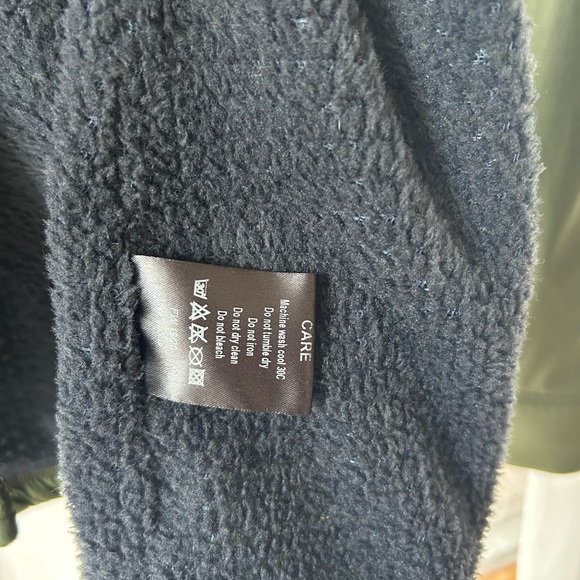 CARE
Machine wash cool 30C
Do not tumble dry
Do not iron
Do not dry clean
Do not bleach
30